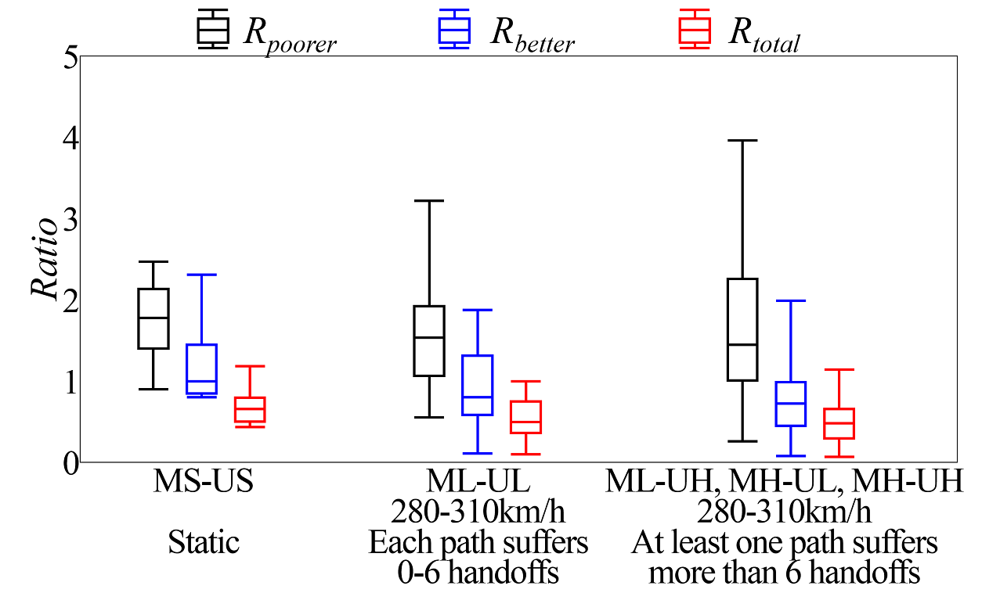 R_poorer R_better R_total
5
4
3
2
1
0
Ratio
MS-US ML-UL ML-UH, MH-UL, MH-UH
280-310km/h 280-310km/h
Static Each path suffers At least one path suffers
0-6 handoffs more than 6 handoffs